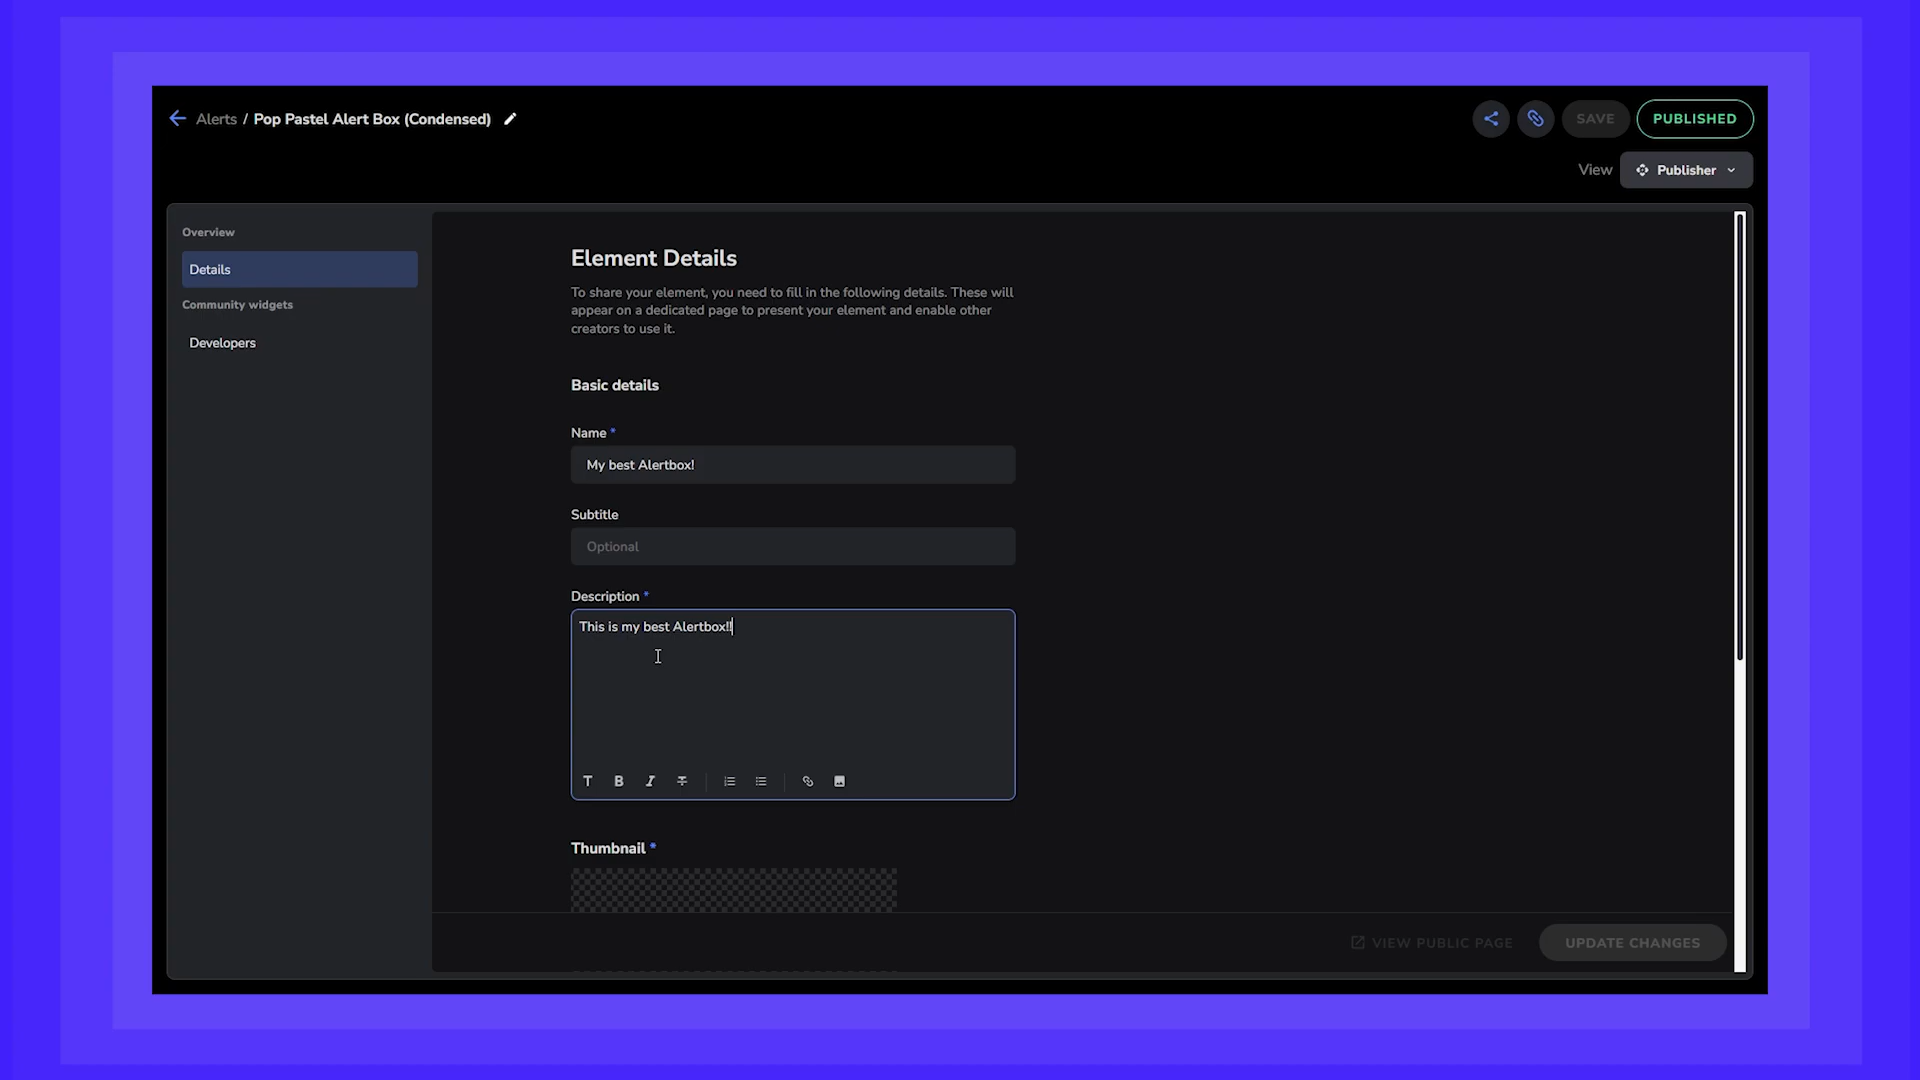 Alerts / Pop Pastel Alert Box (Condensed)
SAVE
PUBLISHED
View
Publisher
Overview
Details
Community widgets
Developers
Element Details
To share your element, you need to fill in the following details. These will
appear on a dedicated page to present your element and enable other
creators to use it.
Basic details
Name *
My best Alertbox!
Subtitle
Optional
Description *
This is my best Alertbox!!
T B I T
Thumbnail *
VIEW PUBLIC PAGE
UPDATE CHANGES